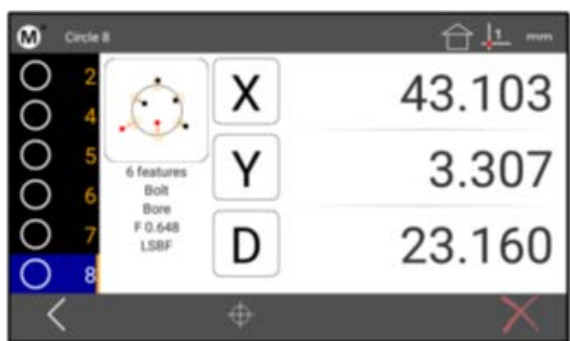 M Circle 8 1 mm
2
4
5
6
7
8
6 features
Bolt
Bore
F 0.648
LSBF
X 43.103
Y 3.307
D 23.160